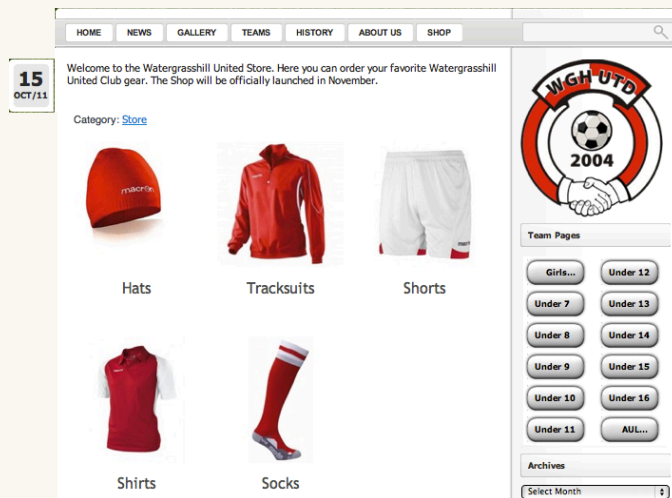 HOME NEWS GALLERY TEAMS HISTORY ABOUT US SHOP
15
OCT/11
Welcome to the Watergrasshill United Store. Here you can order your favorite Watergrasshill
United Club gear. The Shop will be officially launched in November.
Category: Store
macron
Hats
Tracksuits
Shorts
Shirts
Socks
WGH UTD
2004
Team Pages
Girls... Under 12
Under 7 Under 13
Under 8 Under 14
Under 9 Under 15
Under 10 Under 16
Under 11 AUL...
Archives
Select Month